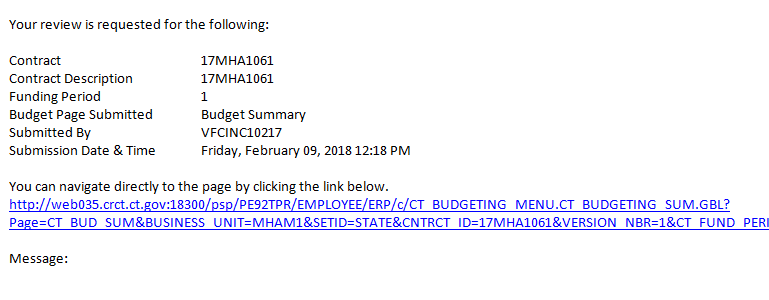 Your review is requested for the following:
Contract 17MHA1061
Contract Description 17MHA1061
Funding Period 1
Budget Page Submitted Budget Summary
Submitted By VFCINC10217
Submission Date & Time Friday, February 09, 2018 12:18 PM
You can navigate directly to the page by clicking the link below.
http://web035.crct.ct.gov:18300/psp/PE92TPR/EMPLOYEE/ERP/c/CT_BUDGETING_MENU.CT_BUDGETING_SUM.GBL?
Page=CT_BUD_SUM&BUSINESS_UNIT=MHAM1&SETID=STATE&CNTRCT_ID=17MHA1061&VERSION_NBR=1&CT_FUND_PERI
Message: